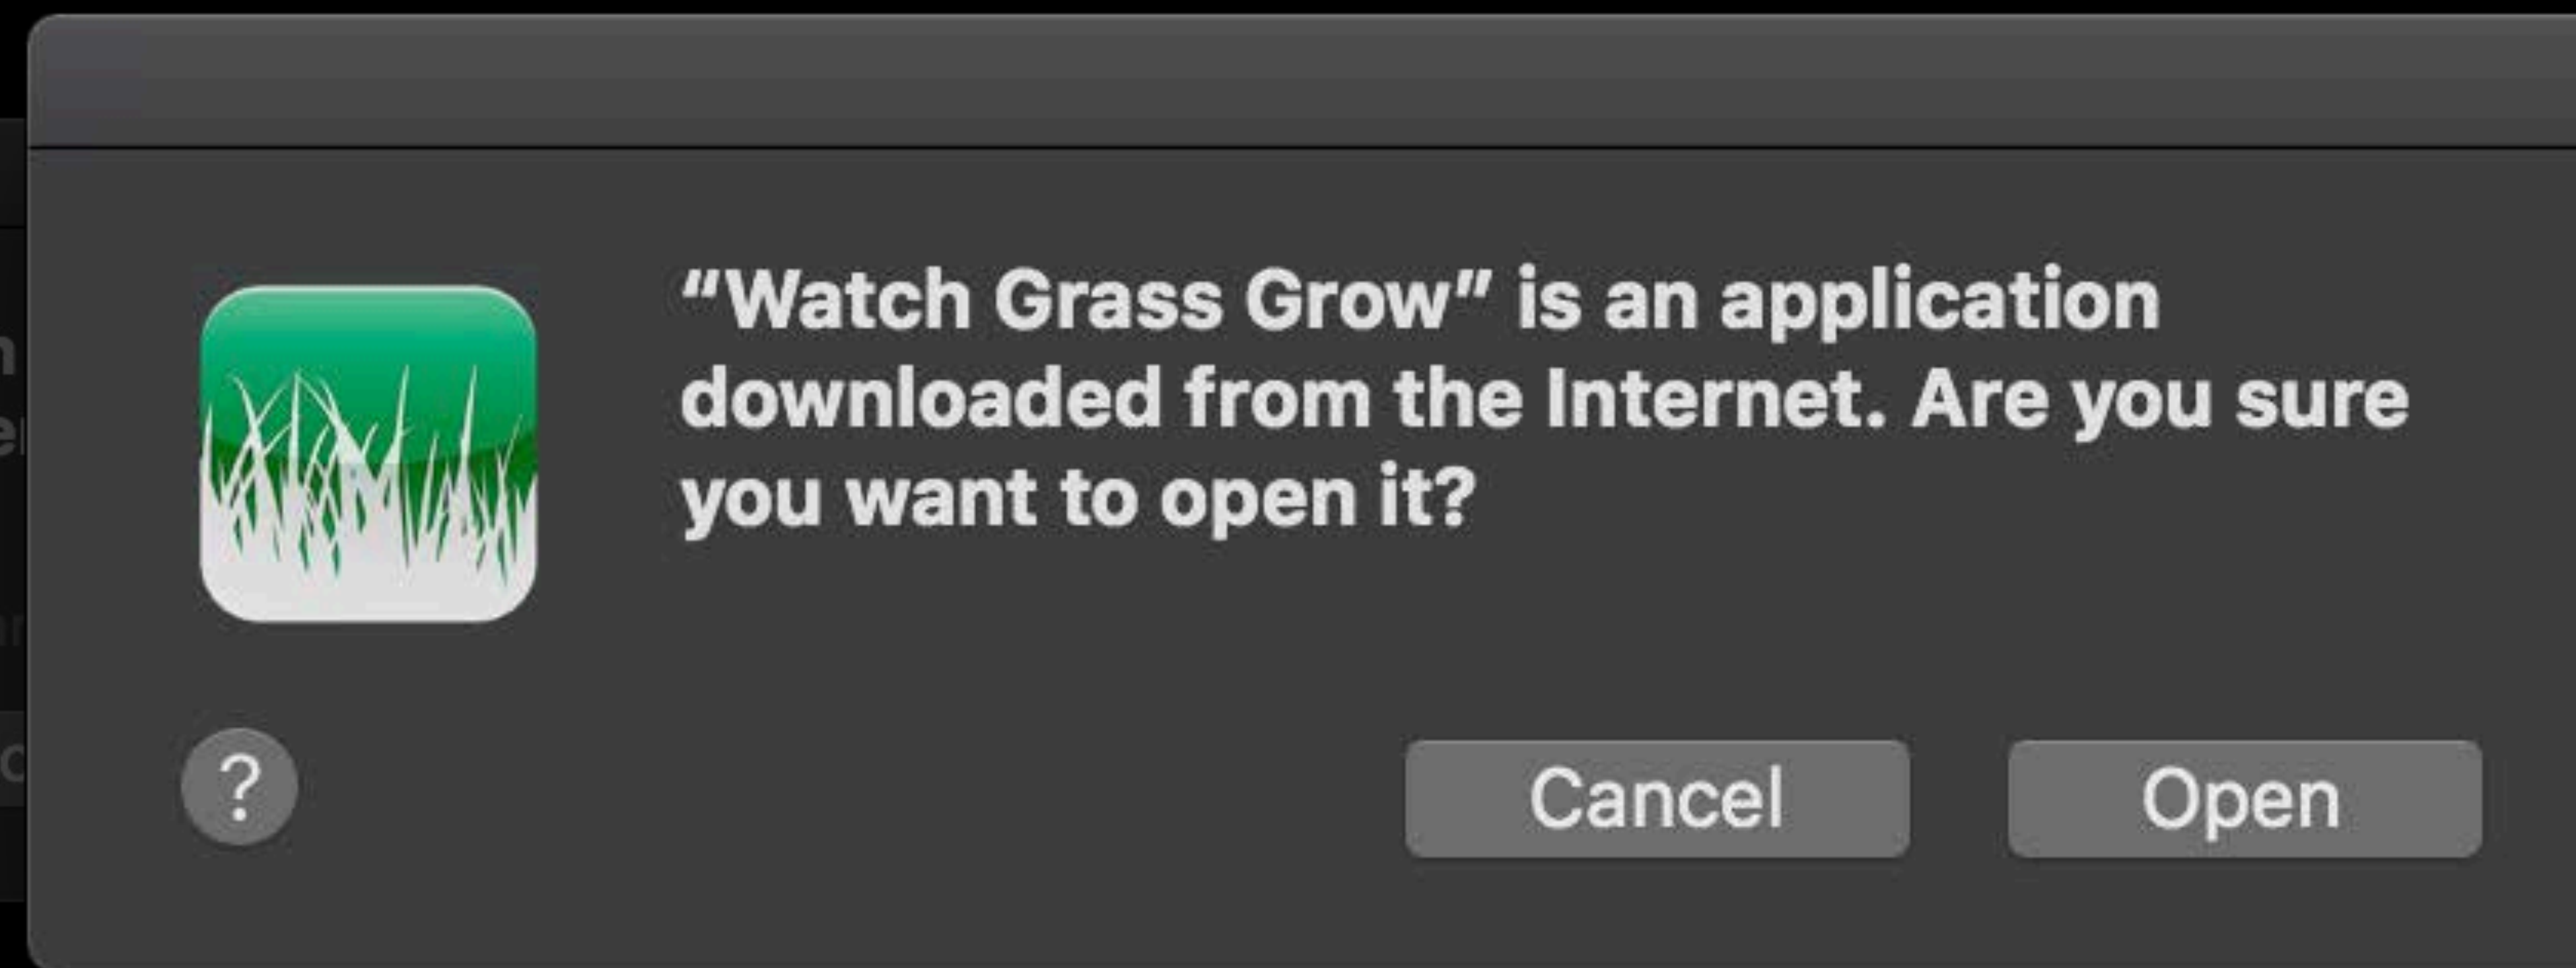 “Watch Grass Grow” is an application
downloaded from the Internet. Are you sure
you want to open it?
?
Cancel
Open